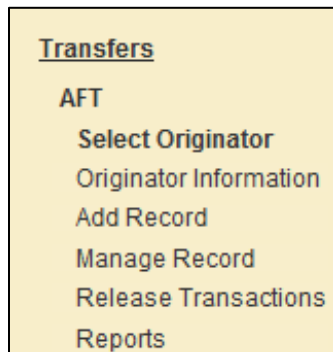 Transfers
AFT
Select Originator
Originator Information
Add Record
Manage Record
Release Transactions
Reports